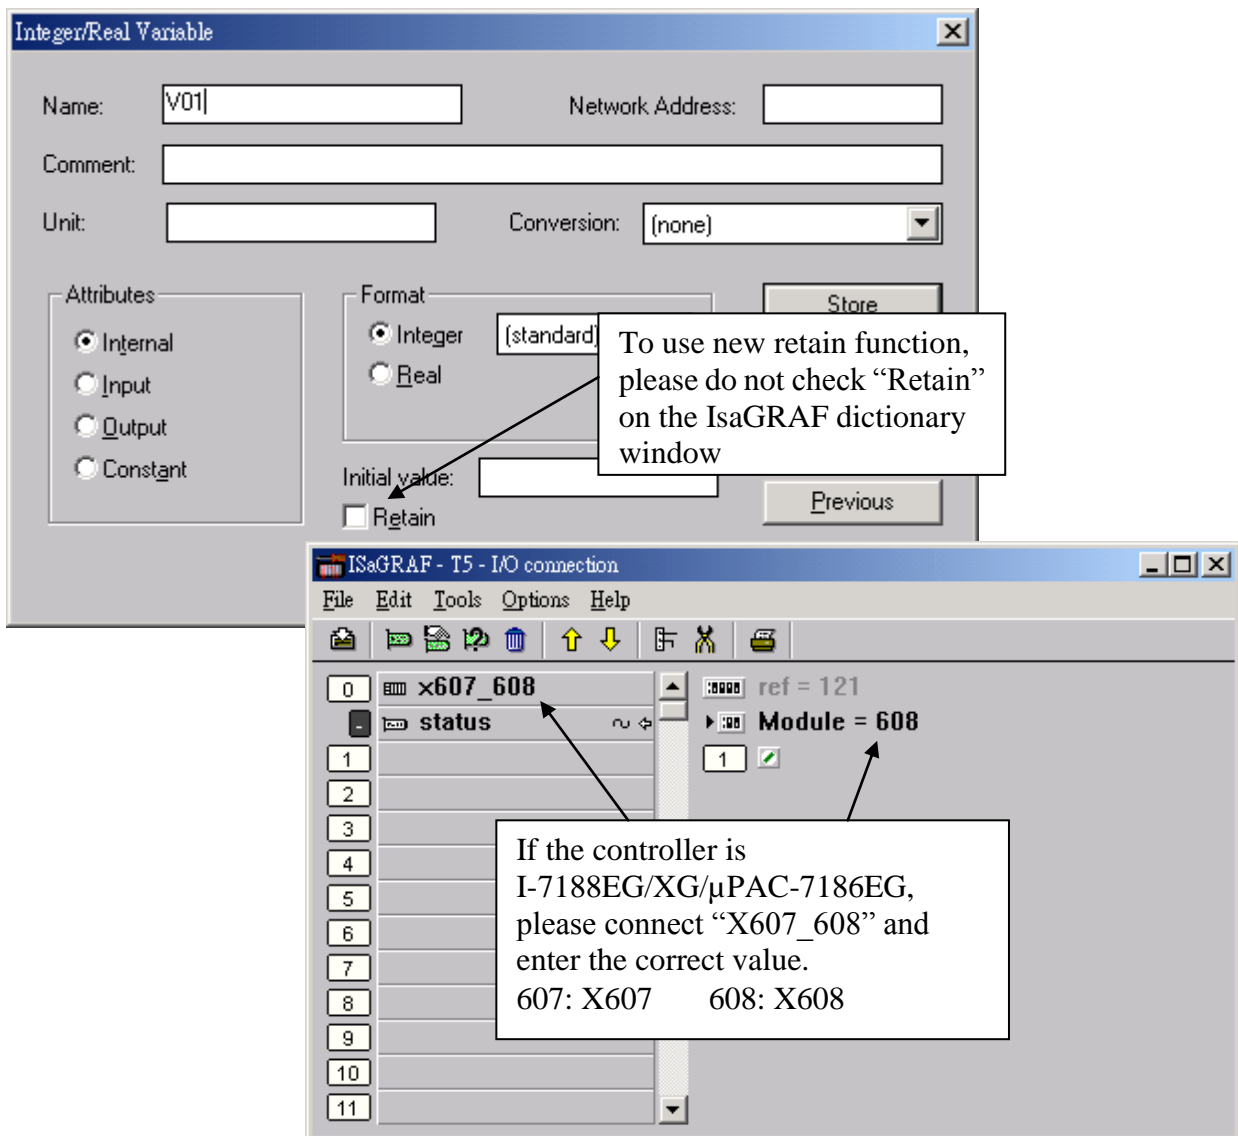 Integer/Real Variable
Name: V01 Network Address:
Comment:
Unit: Conversion: (none)
Attributes Format Store
Internal Integer (standard)
Input Real
Output
Constant
To use new retain function,
please do not check “Retain”
on the IsaGRAF dictionary
window
Initial value:
Retain
Previous
ISaGRAF - T5 - I/O connection
File Edit Tools Options Help
0 x607_608 ref = 121
- status Module = 608
1 1
2
3
4
5
6
7
8
9
10
11
If the controller is
I-7188EG/XG/µPAC-7186EG,
please connect “X607_608” and
enter the correct value.
607: X607 608: X608